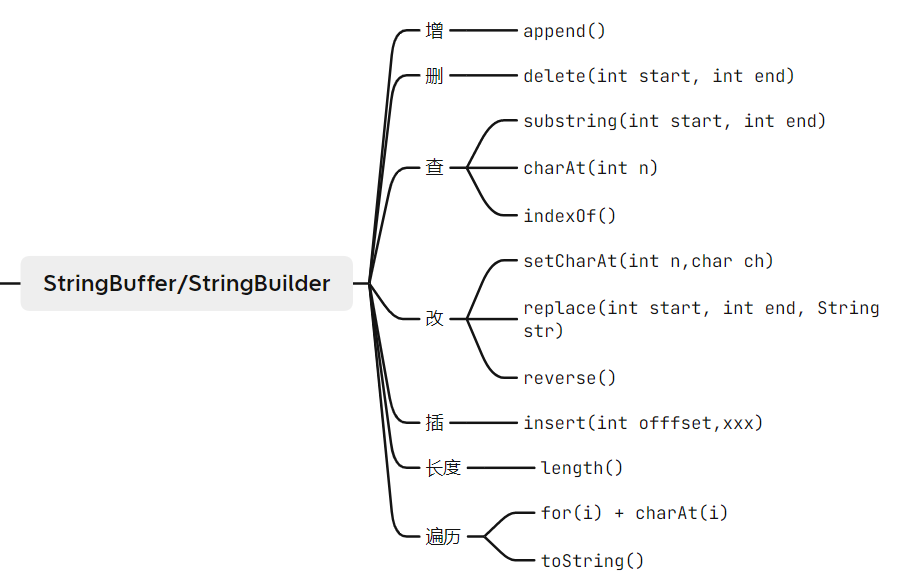 StringBuffer/StringBuilder
增
append()
删
delete(int start, int end)
查
substring(int start, int end)
charAt(int n)
indexOf()
改
setCharAt(int n,char ch)
replace(int start, int end, String
str)
reverse()
插
insert(int offfset,xxx)
长度
length()
遍历
for(i) + charAt(i)
toString()